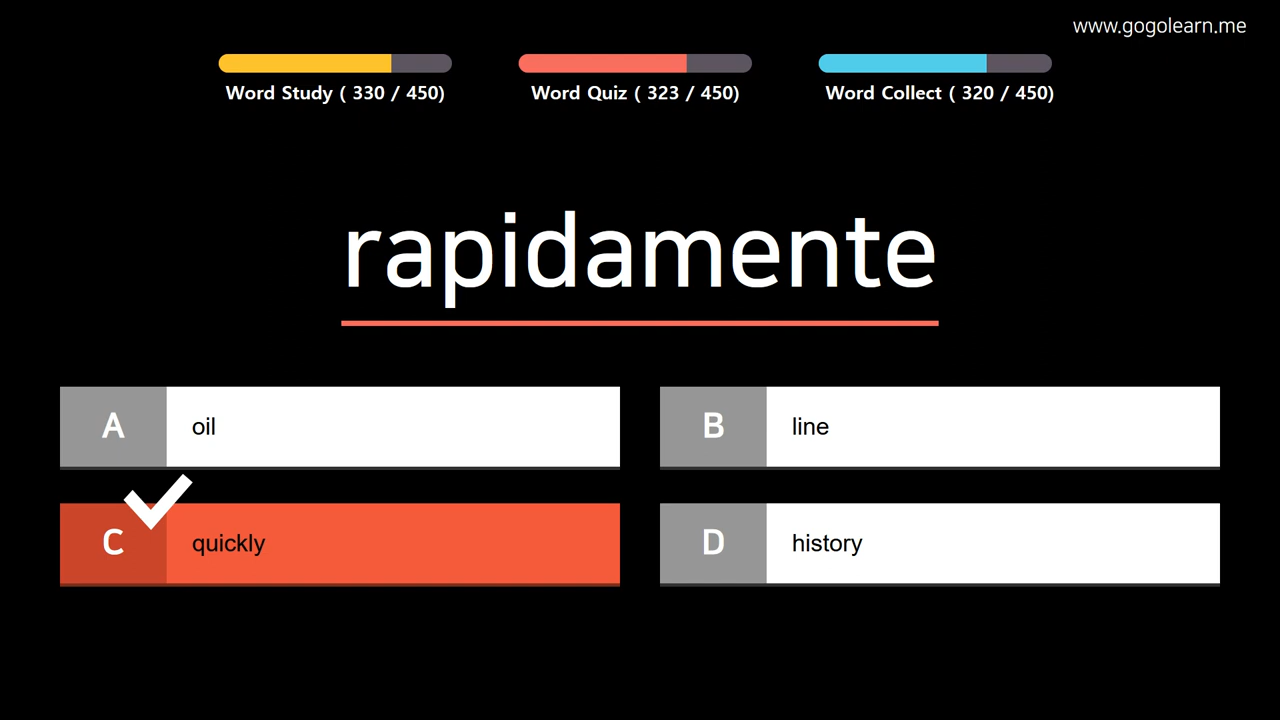 www.gogolearn.me
Word Study ( 330 / 450)
Word Quiz ( 323 / 450)
Word Collect ( 320 / 450)
rapidamente
A
oil
B
line
C
quickly
D
history